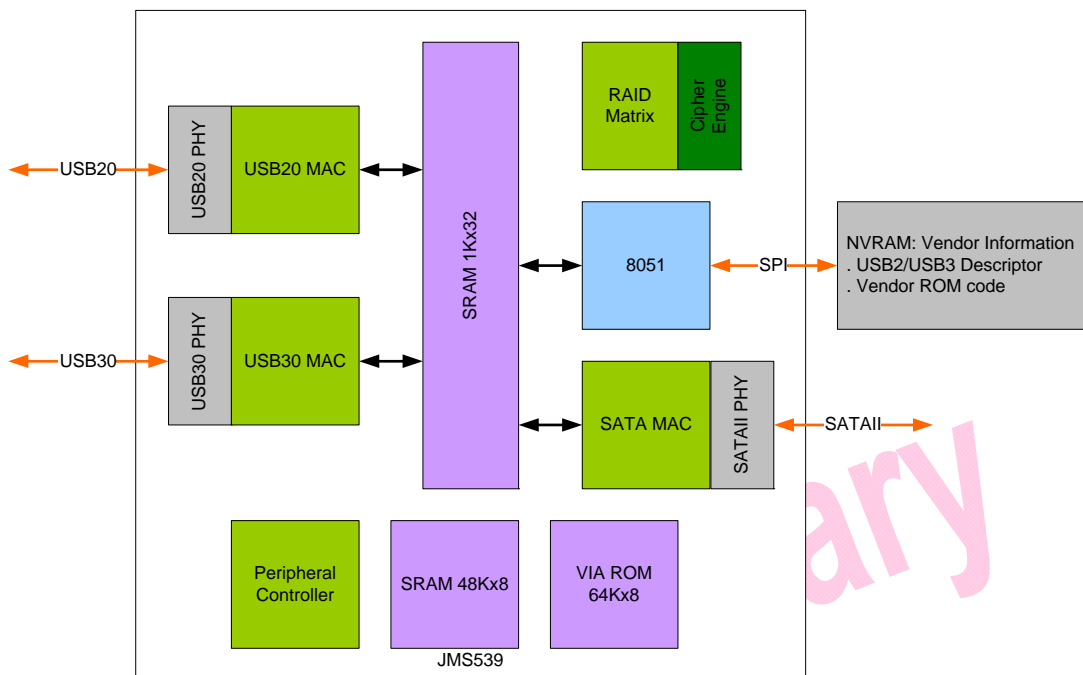 RAID
Matrix
Cipher
Engine
USB20
USB20 PHY
USB20 MAC
SRAM 1Kx32
8051
SPI
NVRAM: Vendor Information
. USB2/USB3 Descriptor
. Vendor ROM code
USB30
USB30 PHY
USB30 MAC
SATA MAC
SATAII PHY
SATAII
ary
Peripheral
Controller
SRAM 48Kx8
VIA ROM
64Kx8
JMS539